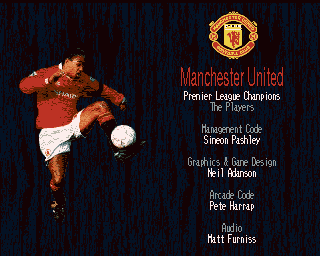 Manchester United
Premier League Champions
The Players
Management Code
Simeon Pashley
Graphics & Game Design
Neil Adamson
Arcade Code
Pete Harrap
Audio
Matt Furniss